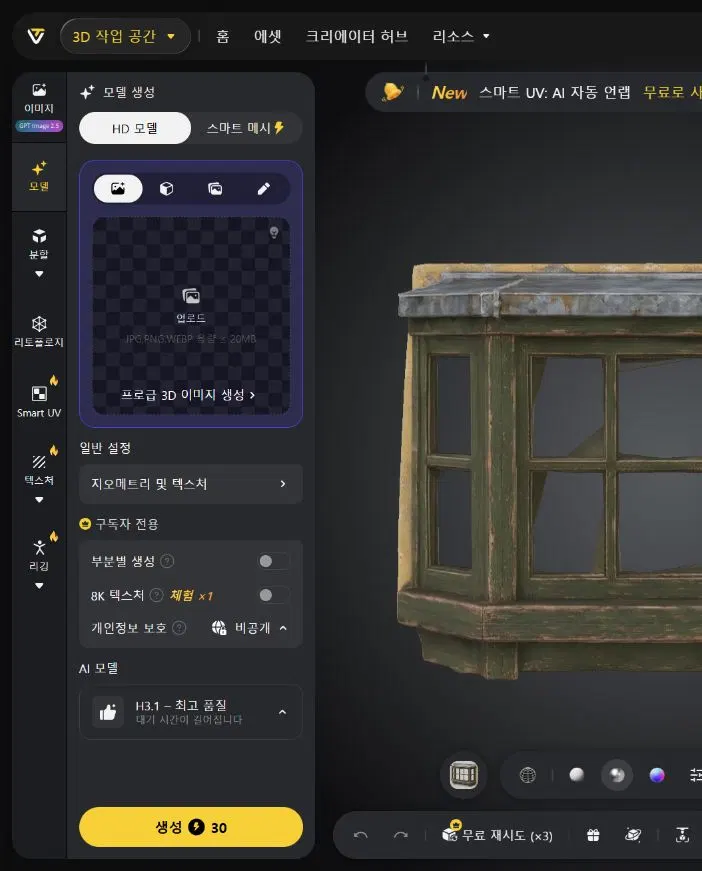 3D 작업 공간
홈
에셋
크리에이터 허브
리소스
New 스마트 UV: AI 자동 언랩 무료로 사
이미지
GPT Image 2.5
모델
분할
리토폴로지
Smart UV
텍스처
리깅
모델 생성
HD 모델
스마트 메시
업로드
JPG,PNG,WEBP 용량 ≤ 20MB
프로급 3D 이미지 생성 >
일반 설정
지오메트리 및 텍스처 >
구독자 전용
부분별 생성 ?
8K 텍스처 ? 체험 ×1
개인정보 보호 ? 비공개
AI 모델
H3.1 – 최고 품질
대기 시간이 길어집니다
생성 30
무료 재시도 (×3)